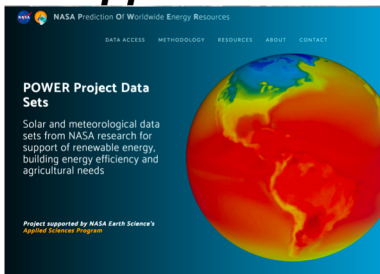 NASA Prediction Of Worldwide Energy Resources
DATA ACCESS METHODOLOGY RESOURCES ABOUT CONTACT
POWER Project Data
Sets
Solar and meteorological data
sets from NASA research for
support of renewable energy,
building energy efficiency and
agricultural needs
Project supported by NASA Earth Science's
Applied Sciences Program